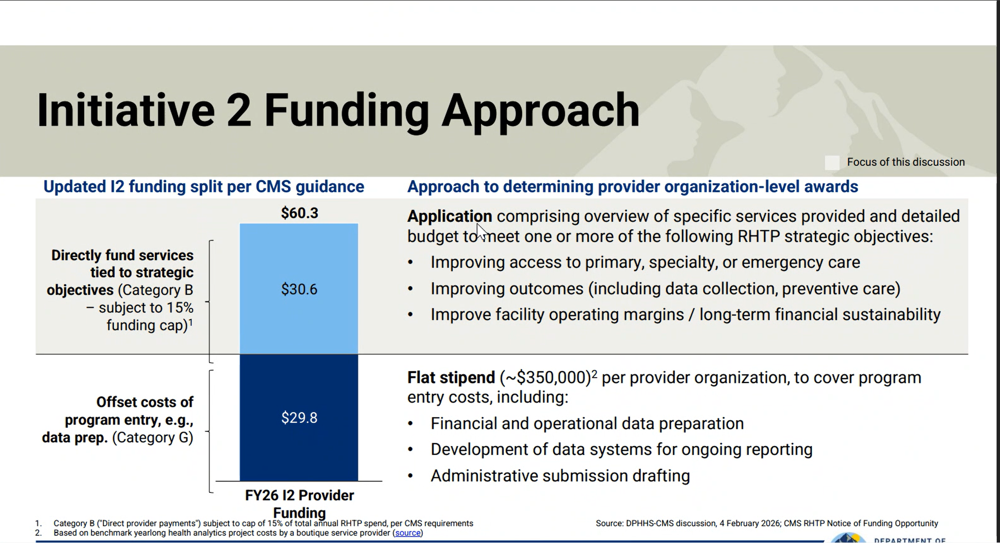 Initiative 2 Funding Approach
Focus of this discussion
Updated I2 funding split per CMS guidance
$60.3
Directly fund services
tied to strategic
objectives (Category B
– subject to 15%
funding cap)¹
$30.6
Offset costs of
program entry, e.g.,
data prep. (Category G)
$29.8
FY26 I2 Provider
Funding
Approach to determining provider organization-level awards
Application comprising overview of specific services provided and detailed
budget to meet one or more of the following RHTP strategic objectives:
• Improving access to primary, specialty, or emergency care
• Improving outcomes (including data collection, preventive care)
• Improve facility operating margins / long-term financial sustainability
Flat stipend (~$350,000)² per provider organization, to cover program
entry costs, including:
• Financial and operational data preparation
• Development of data systems for ongoing reporting
• Administrative submission drafting
1. Category B ("Direct provider payments") subject to cap of 15% of total annual RHTP spend, per CMS requirements
2. Based on benchmark yearlong health analytics project costs by a boutique service provider (source)
Source: DPHHS-CMS discussion, 4 February 2026; CMS RHTP Notice of Funding Opportunity
DEPARTMENT OF